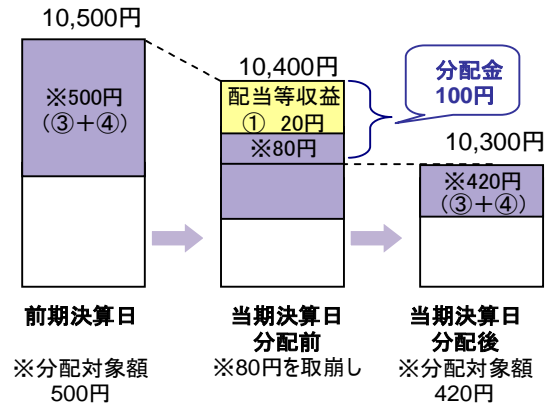 10,500円
※500円
（③＋④）
10,400円
配当等収益
① 20円
※80円
分配金
100円
10,300円
※420円
（③＋④）
前期決算日
※分配対象額
500円
当期決算日
分配前
※80円を取崩し
当期決算日
分配後
※分配対象額
420円